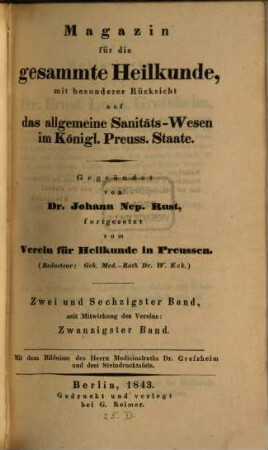 Magazin
für die
gesammte Heilkunde,
mit besonderer Rücksicht
auf
das allgemeine Sanitäts-Wesen
im Königl. Preuss. Staate.
Gegründet
von
Dr. Johann Nep. Rust,
fortgesetzt
vom
Verein für Heilkunde in Preussen.
(Redacteur: Geh. Med.-Rath Dr. W. Eck.)
Zwei und Sechzigster Band,
seit Mitwirkung des Vereins:
Zwanzigster Band.
Mit dem Bildnisse des Herrn Medicinalraths Dr. Greisheim
und drei Steindrucktafeln.
Berlin, 1843.
Gedruckt und verlegt
bei G. Reimer.
25. D.